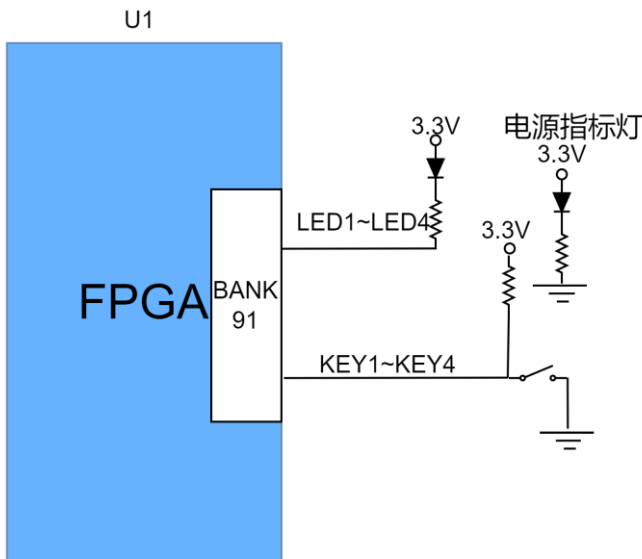 U1
3.3V
电源指标灯
3.3V
LED1~LED4
3.3V
FPGA
BANK
91
KEY1~KEY4